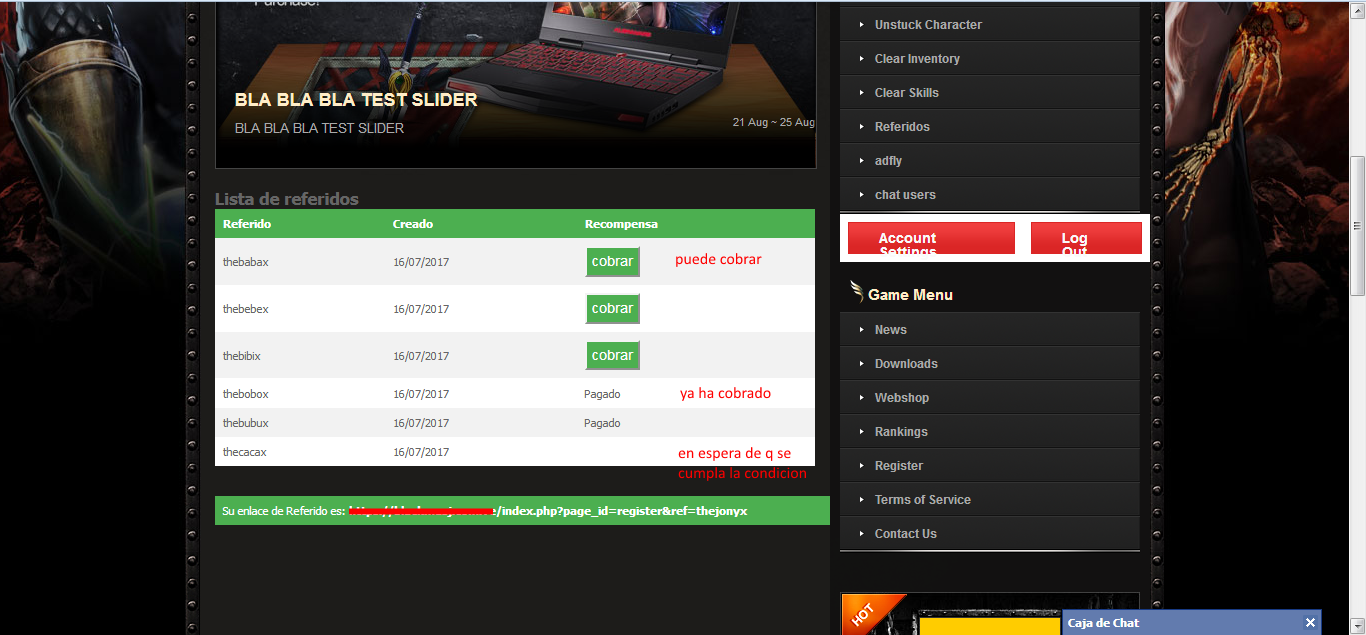 Purchase!
BLA BLA BLA TEST SLIDER
BLA BLA BLA TEST SLIDER
21 Aug ~ 25 Aug
Lista de referidos
Referido Creado Recompensa
thebabax 16/07/2017 cobrar puede cobrar
thebebex 16/07/2017 cobrar
thebibix 16/07/2017 cobrar
thebobox 16/07/2017 Pagado ya ha cobrado
thebubux 16/07/2017 Pagado
thecacax 16/07/2017 en espera de q se
cumpla la condicion
Su enlace de Referido es: /index.php?page_id=register&ref=thejonyx
Unstuck Character
Clear Inventory
Clear Skills
Referidos
adfly
chat users
Account
Settings
Log
Out
Game Menu
News
Downloads
Webshop
Rankings
Register
Terms of Service
Contact Us
HOT
Caja de Chat